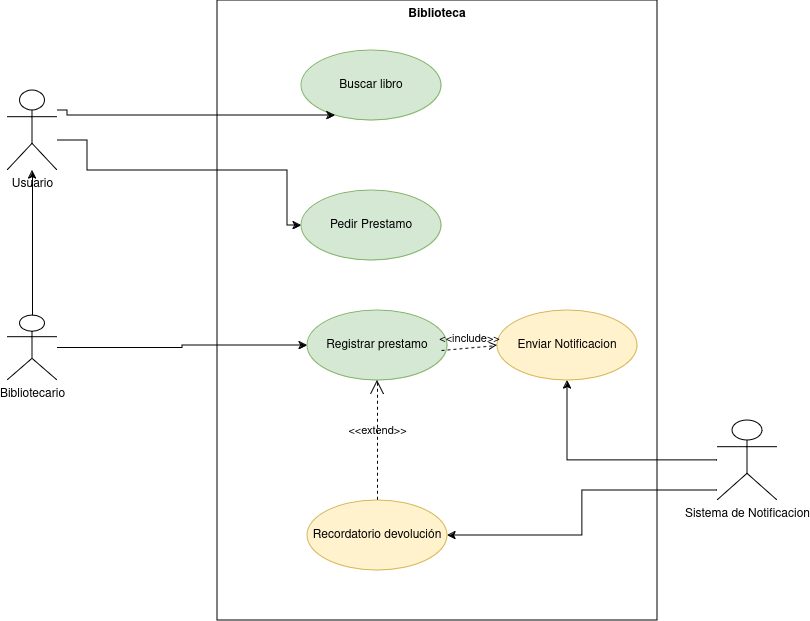 Biblioteca
Buscar libro
Usuario
Pedir Prestamo
Registrar prestamo
<<include>>
Enviar Notificacion
Bibliotecario
<<extend>>
Sistema de Notificacion
Recordatorio devolución